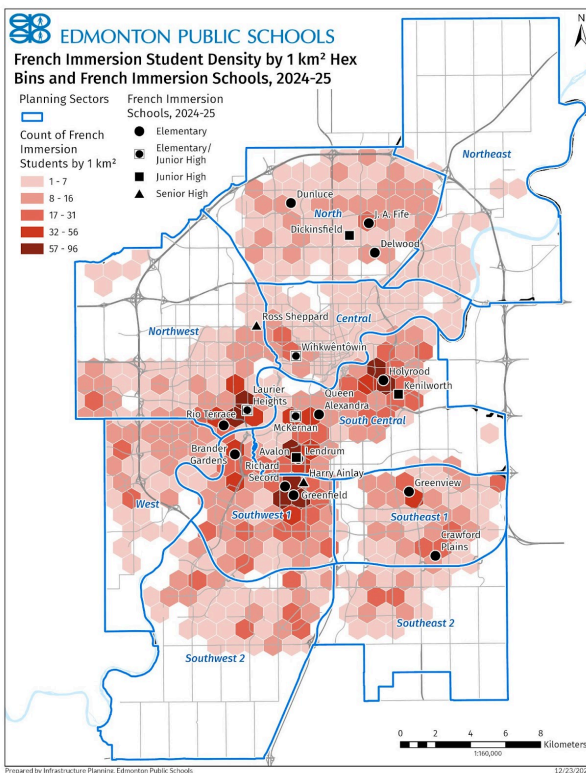 EDMONTON PUBLIC SCHOOLS
French Immersion Student Density by 1 km² Hex
Bins and French Immersion Schools, 2024-25
N
Planning Sectors
French Immersion
Schools, 2024-25
Elementary
Elementary/
Junior High
Junior High
Senior High
Count of French
Immersion
Students by 1 km²
1 - 7
8 - 16
17 - 31
32 - 56
57 - 96
Northeast
Dunluce
North
J. A. Fife
Dickinsfield
Delwood
Ross Sheppard
Central
Northwest
Wîhkwêntôwin
Holyrood
Kenilworth
Laurier
Heights
Queen
Alexandra
Rio Terrace
McKernan
South Central
Brander
Gardens
Avalon
Lendrum
Richard
Secord
Harry Ainlay
Greenfield
Greenview
West
Southwest 1
Southeast 1
Crawford
Plains
Southeast 2
Southwest 2
0 2 4 6 8
Kilometers
1:160,000
Prepared by Infrastructure Planning, Edmonton Public Schools